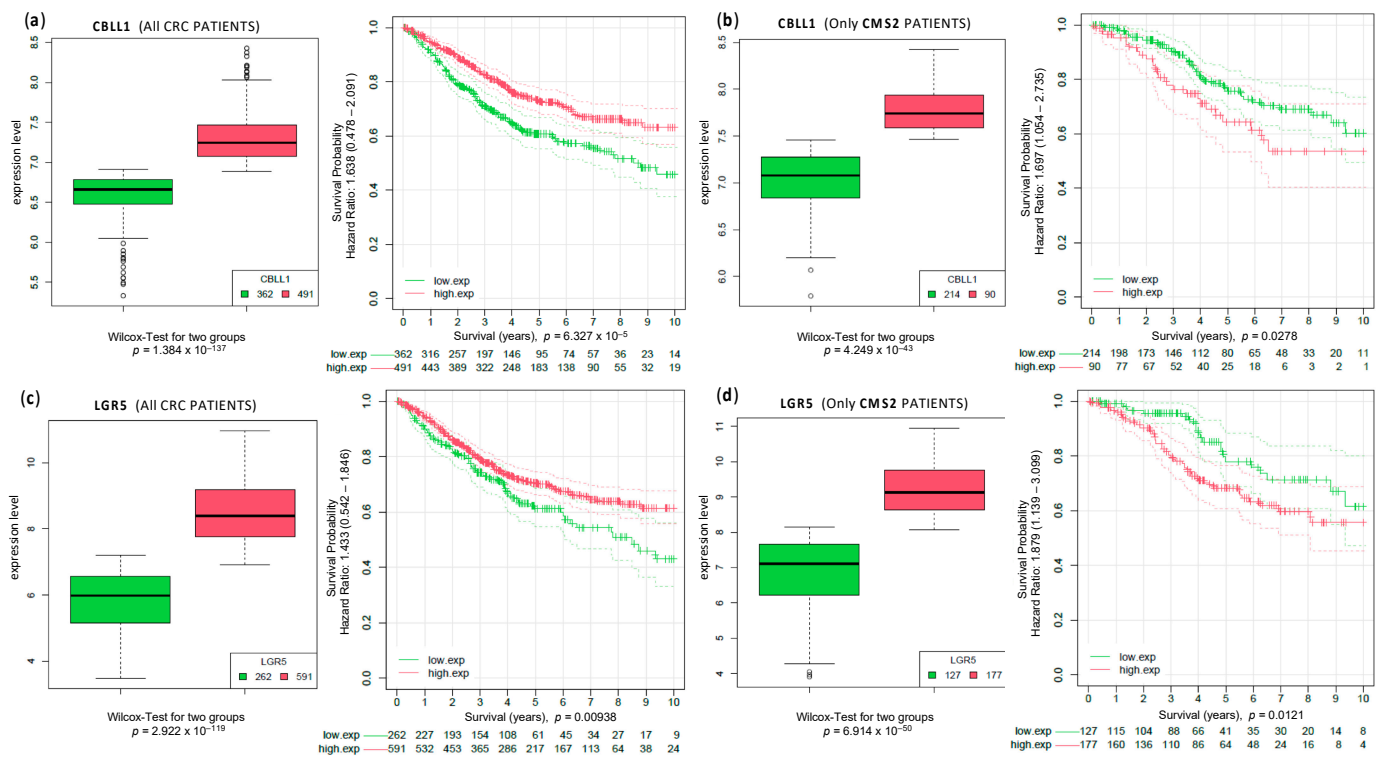 (a)
CBLL1 (All CRC PATIENTS)
expression level
8.5
8.0
7.5
7.0
6.5
6.0
5.5
CBLL1
362 491
Wilcox-Test for two groups
p = 1.384 x 10⁻¹³⁷
Survival Probability
Hazard Ratio: 1.638 (0.478 – 2.091)
1.0
0.8
0.6
0.4
0.2
0.0
low.exp
high.exp
0 1 2 3 4 5 6 7 8 9 10
Survival (years), p = 6.327 x 10⁻⁵
low.exp 362 316 257 197 146 95 74 57 36 23 14
high.exp 491 443 389 322 248 183 138 90 55 32 19
(b)
CBLL1 (Only CMS2 PATIENTS)
expression level
8.5
8.0
7.5
7.0
6.5
6.0
CBLL1
214 90
Wilcox-Test for two groups
p = 4.249 x 10⁻⁴³
Survival Probability
Hazard Ratio: 1.697 (1.054 – 2.735)
1.0
0.8
0.6
0.4
0.2
0.0
low.exp
high.exp
0 1 2 3 4 5 6 7 8 9 10
Survival (years), p = 0.0278
low.exp 214 198 173 146 112 80 65 48 33 20 11
high.exp 90 77 67 52 40 25 18 6 3 2 1
(c)
LGR5 (All CRC PATIENTS)
expression level
10
8
6
4
LGR5
262 591
Wilcox-Test for two groups
p = 2.922 x 10⁻¹¹⁹
Survival Probability
Hazard Ratio: 1.433 (0.542 – 1.846)
1.0
0.8
0.6
0.4
0.2
0.0
low.exp
high.exp
0 1 2 3 4 5 6 7 8 9 10
Survival (years), p = 0.00938
low.exp 262 227 193 154 108 61 45 34 27 17 9
high.exp 591 532 453 365 286 217 167 113 64 38 24
(d)
LGR5 (Only CMS2 PATIENTS)
expression level
11
10
9
8
7
6
5
4
LGR5
127 177
Wilcox-Test for two groups
p = 6.914 x 10⁻⁵⁰
Survival Probability
Hazard Ratio: 1.879 (1.139 – 3.099)
1.0
0.8
0.6
0.4
0.2
0.0
low.exp
high.exp
0 1 2 3 4 5 6 7 8 9 10
Survival (years), p = 0.0121
low.exp 127 115 104 88 66 41 35 30 20 14 8
high.exp 177 160 136 110 86 64 48 24 16 8 4